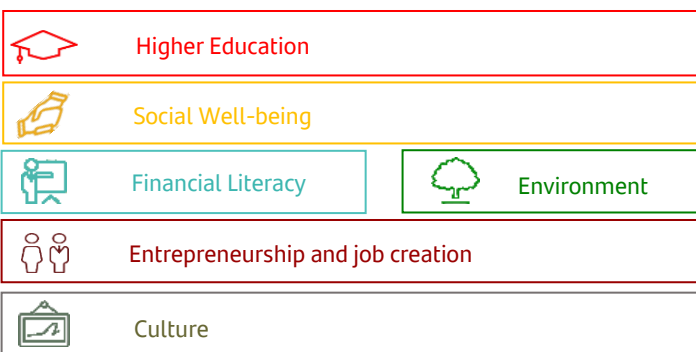 Higher Education
Social Well-being
Financial Literacy
Environment
Entrepreneurship and job creation
Culture